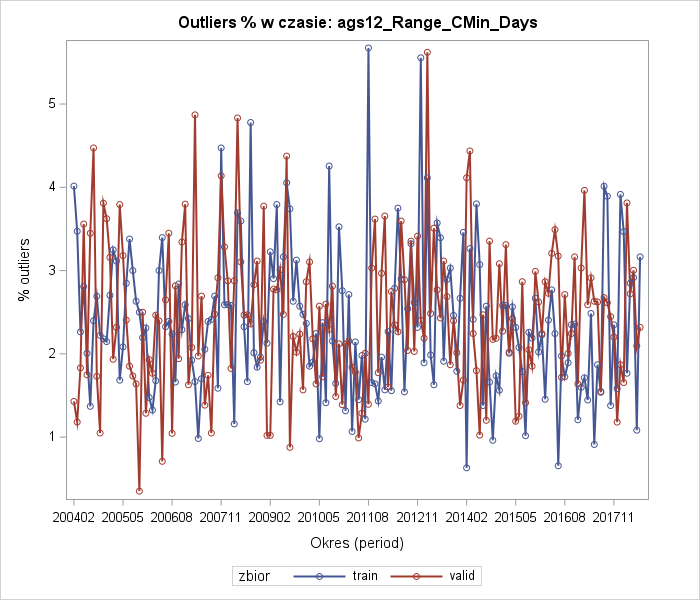 Outliers % w czasie: ags12_Range_CMin_Days
% outliers
5
4
3
2
1
200402 200505 200608 200711 200902 201005 201108 201211 201402 201505 201608 201711
Okres (period)
zbior train valid